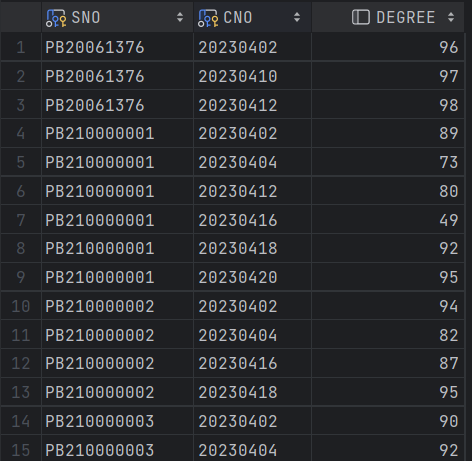 SNO CNO DEGREE
1 PB20061376 20230402 96
2 PB20061376 20230410 97
3 PB20061376 20230412 98
4 PB210000001 20230402 89
5 PB210000001 20230404 73
6 PB210000001 20230412 80
7 PB210000001 20230416 49
8 PB210000001 20230418 92
9 PB210000001 20230420 95
10 PB210000002 20230402 94
11 PB210000002 20230404 82
12 PB210000002 20230416 87
13 PB210000002 20230418 95
14 PB210000003 20230402 90
15 PB210000003 20230404 92